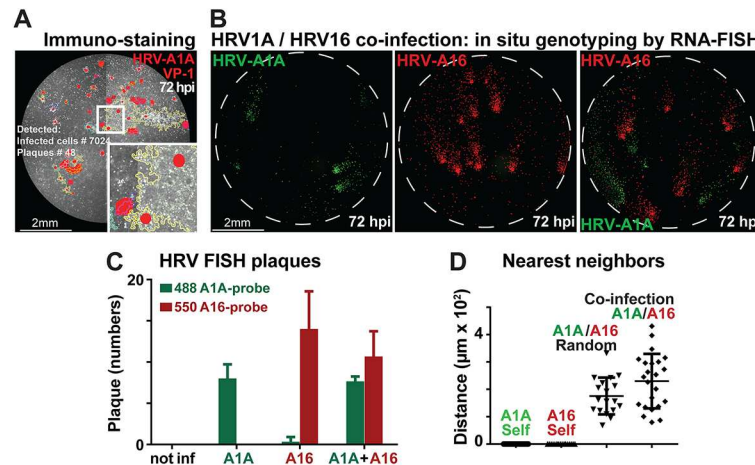 A
Immuno-staining
HRV-A1A
VP-1
72 hpi
Detected:
Infected cells # 7024
Plaques # 48
2mm
B
HRV1A / HRV16 co-infection: in situ genotyping by RNA-FISH
HRV-A1A
HRV-A16
HRV-A16
2mm
72 hpi
72 hpi
HRV-A1A
72 hpi
C
HRV FISH plaques
20
10
0
Plaque (numbers)
488 A1A-probe
550 A16-probe
not inf
A1A
A16
A1A+A16
D
Nearest neighbors
Distance (µm x 10²)
4
2
0
A1A
Self
A16
Self
A1A/A16
Random
Co-infection
A1A/A16